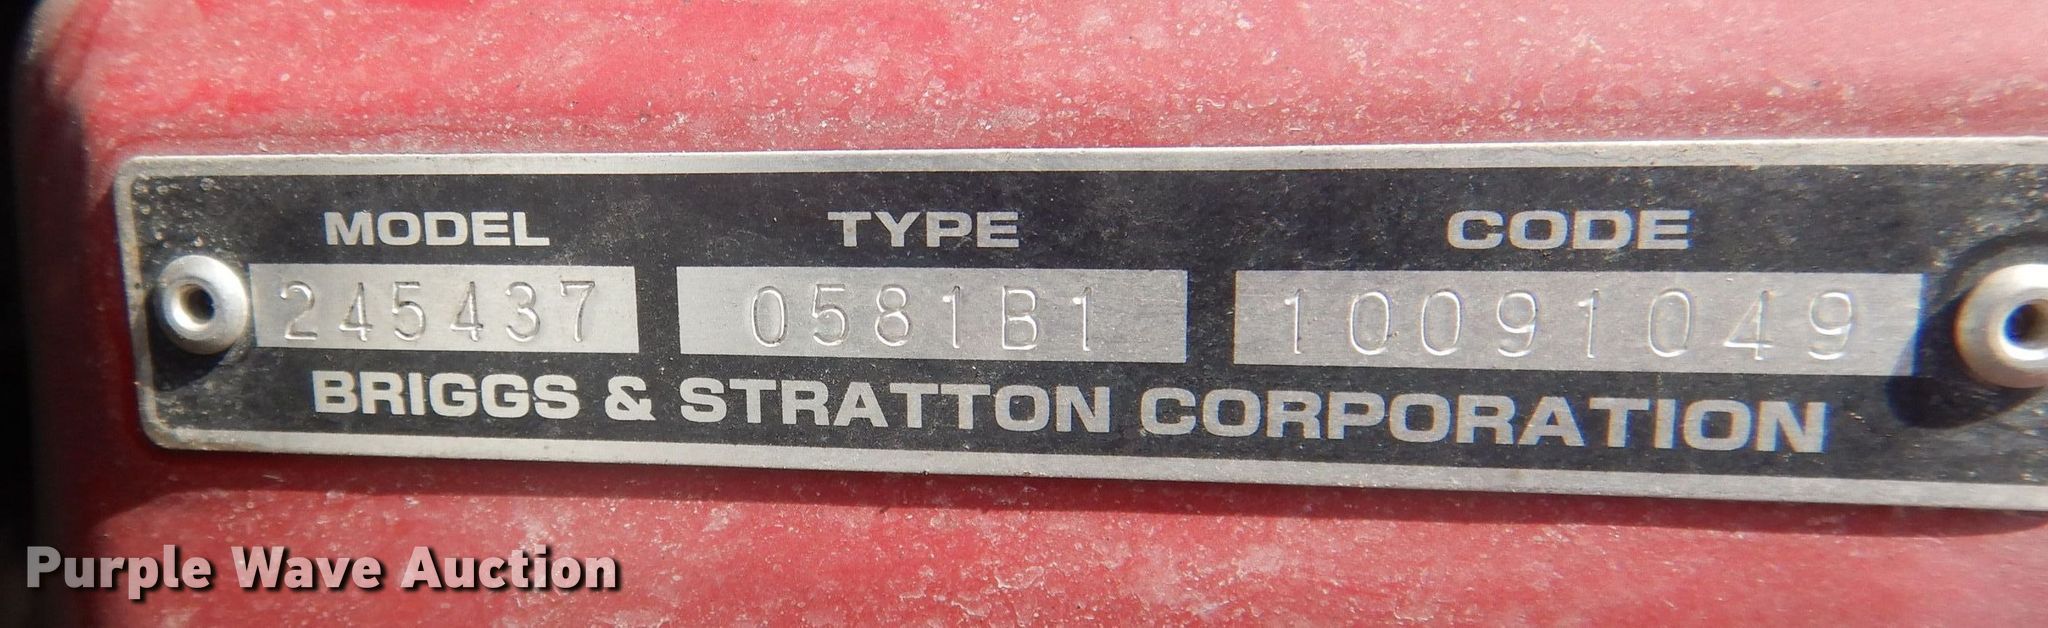 MODEL TYPE CODE
245437 0581B1 10091049
BRIGGS & STRATTON CORPORATION
Purple Wave Auction